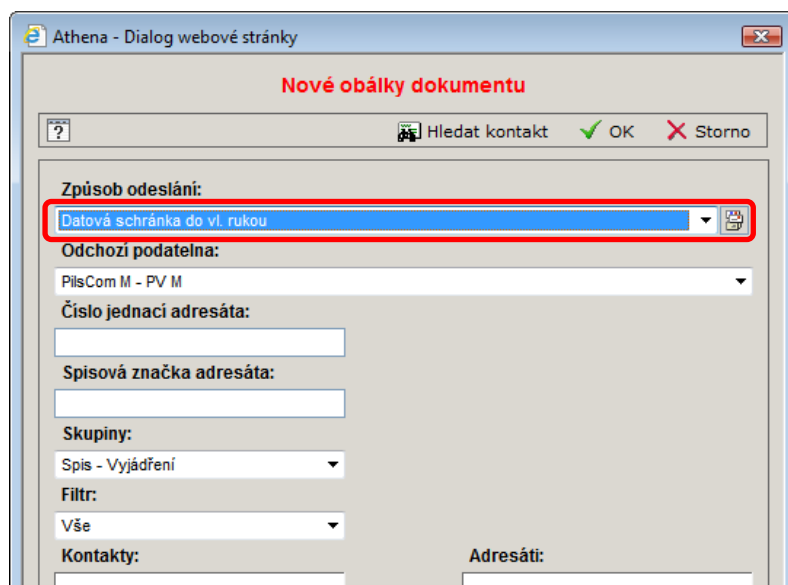 Athena - Dialog webové stránky
Nové obálky dokumentu
? Hledat kontakt OK Storno
Způsob odeslání:
Datová schránka do vl. rukou
Odchozí podatelna:
PilsCom M - PV M
Číslo jednací adresáta:
Spisová značka adresáta:
Skupiny:
Spis - Vyjádření
Filtr:
Vše
Kontakty: Adresáti: